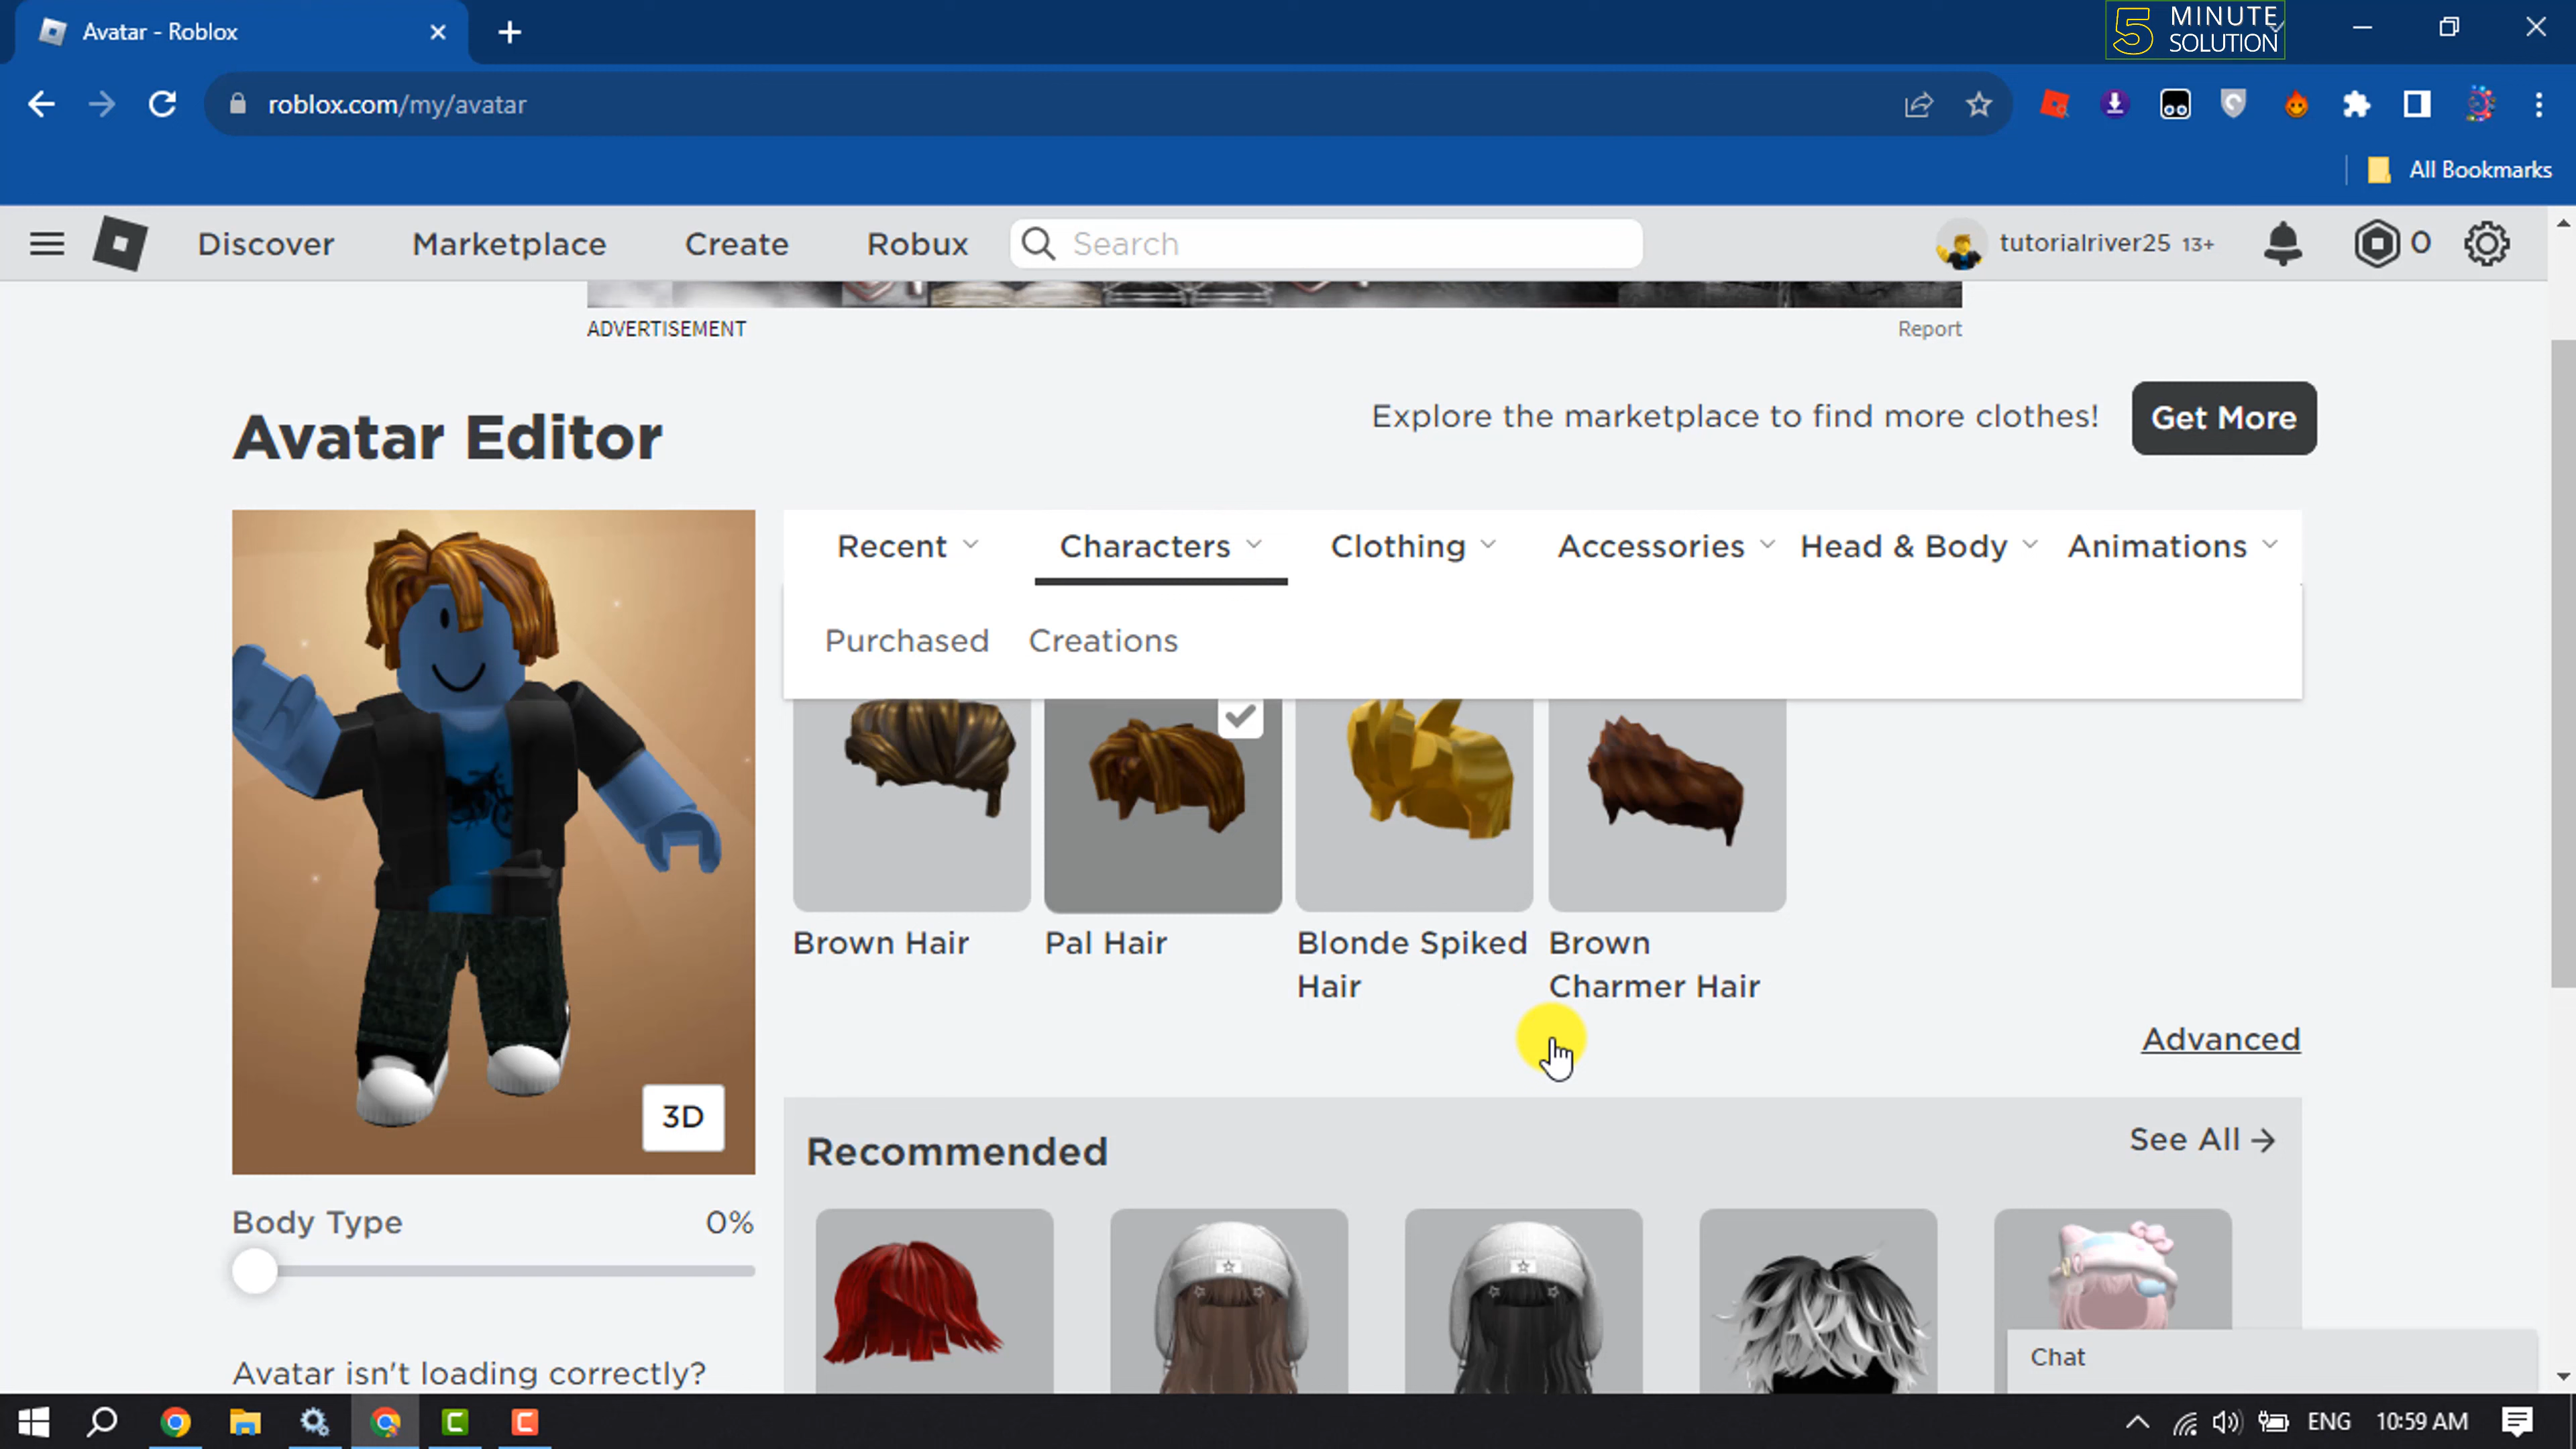 Avatar - Roblox
5 MINUTE
SOLUTION
roblox.com/my/avatar
All Bookmarks
Discover Marketplace Create Robux Search tutorialriver25 13+ 0
ADVERTISEMENT Report
Avatar Editor
Explore the marketplace to find more clothes! Get More
Recent Characters Clothing Accessories Head & Body Animations
Purchased Creations
Brown Hair
Pal Hair
Blonde Spiked
Hair
Brown
Charmer Hair
Advanced
3D
Recommended See All →
Body Type 0%
Avatar isn't loading correctly?
Chat
ENG 10:59 AM